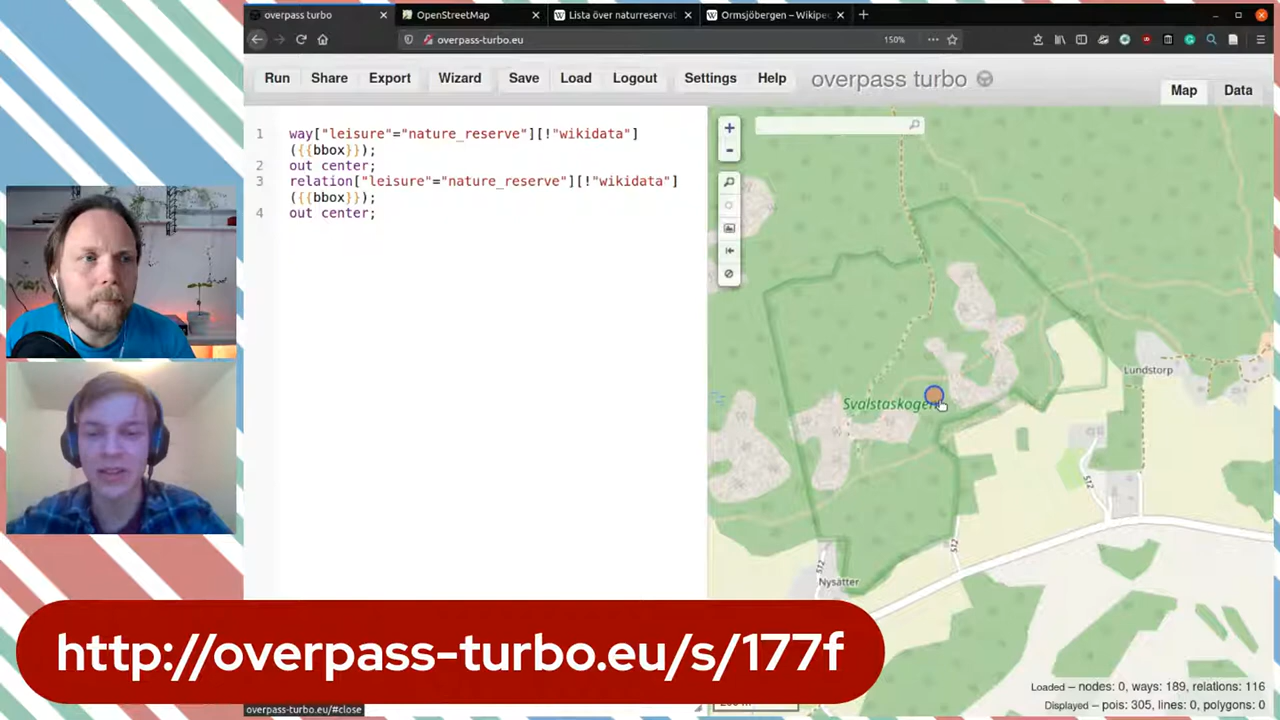 overpass turbo
OpenStreetMap
Lista över naturreservat
Ormsjöbergen – Wikiped
overpass-turbo.eu
150%
Run
Share
Export
Wizard
Save
Load
Logout
Settings
Help
overpass turbo
Map
Data
1 way["leisure"="nature_reserve"][!"wikidata"]
({{bbox}});
2 out center;
3 relation["leisure"="nature_reserve"][!"wikidata"]
({{bbox}});
4 out center;
+
-
Lundstorp
Svalstaskogen
512
512
512
Nysätter
http://overpass-turbo.eu/s/177f
overpass-turbo.eu/#close
Loaded – nodes: 0, ways: 189, relations: 116
Displayed – pois: 305, lines: 0, polygons: 0